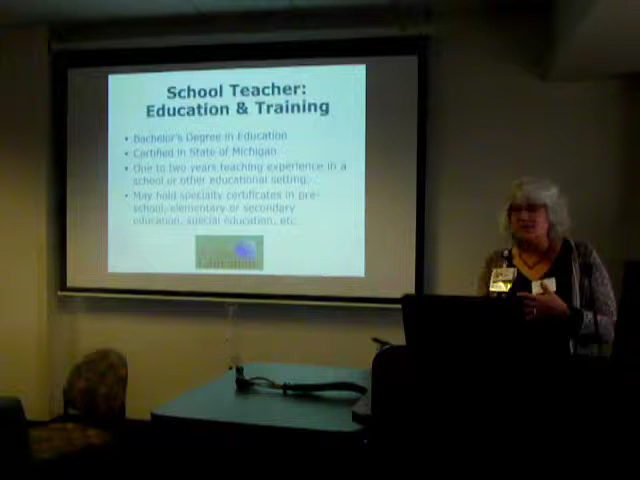 School Teacher:
Education & Training
• Bachelor's Degree in Education
• Certified in State of Michigan
• One to two years teaching experience in a
school or other educational setting.
• May hold specialty certificates in pre-
school, elementary or secondary
education, special education, etc.
Education